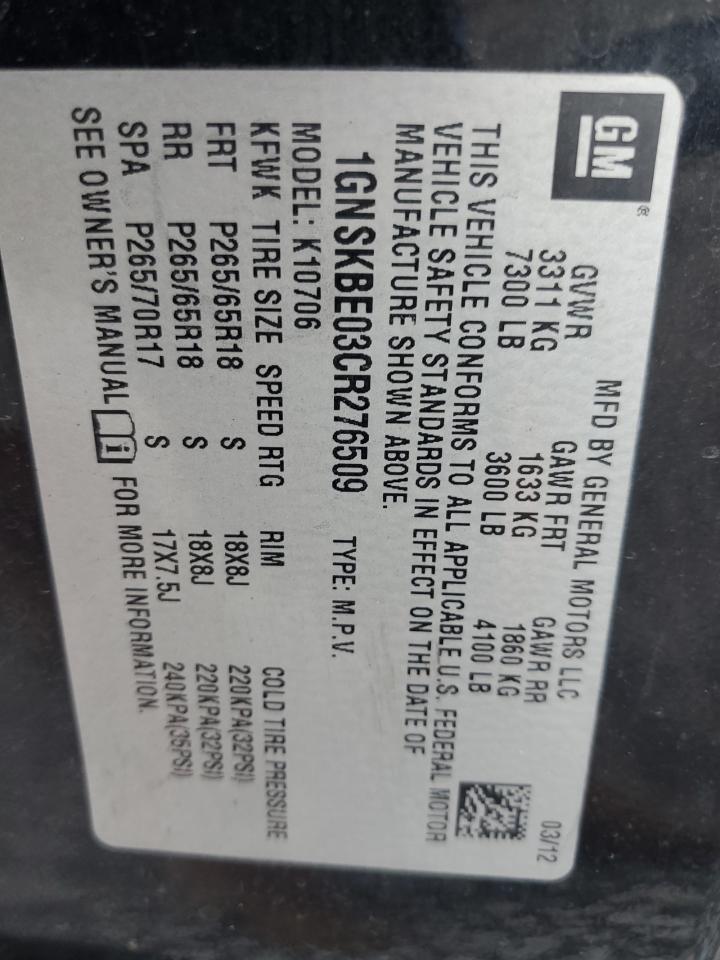 GM®
MFD BY GENERAL MOTORS LLC 03/12
GVWR GAWR FRT GAWR RR
3311 KG 1633 KG 1860 KG
7300 LB 3600 LB 4100 LB
THIS VEHICLE CONFORMS TO ALL APPLICABLE U.S. FEDERAL MOTOR
VEHICLE SAFETY STANDARDS IN EFFECT ON THE DATE OF
MANUFACTURE SHOWN ABOVE.
1GNSKBE03CR276509 TYPE: M.P.V.
MODEL: K10706
KFWK TIRE SIZE SPEED RTG RIM COLD TIRE PRESSURE
FRT P265/65R18 S 18X8J 220KPA(32PSI)
RR P265/65R18 S 18X8J 220KPA(32PSI)
SPA P265/70R17 S 17X7.5J 240KPA(35PSI)
SEE OWNER'S MANUAL FOR MORE INFORMATION.